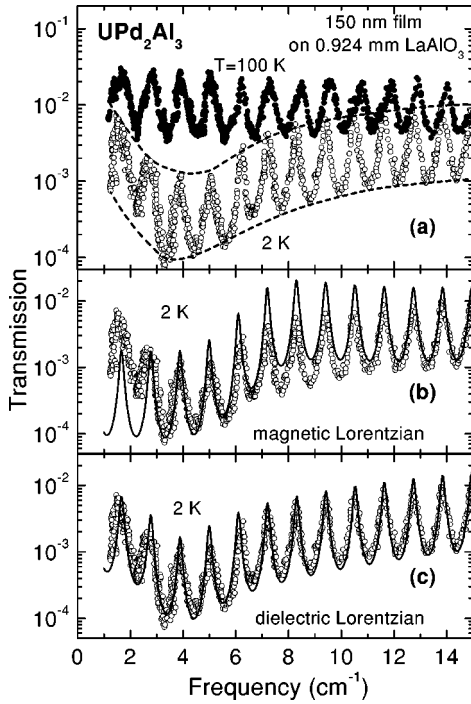 UPd₂Al₃
150 nm film
on 0.924 mm LaAlO₃
T=100 K
10⁻¹
10⁻²
10⁻³
10⁻⁴
2 K
(a)
Transmission
10⁻²
10⁻³
10⁻⁴
2 K
(b)
magnetic Lorentzian
10⁻²
10⁻³
10⁻⁴
2 K
(c)
dielectric Lorentzian
0 2 4 6 8 10 12 14
Frequency (cm⁻¹)